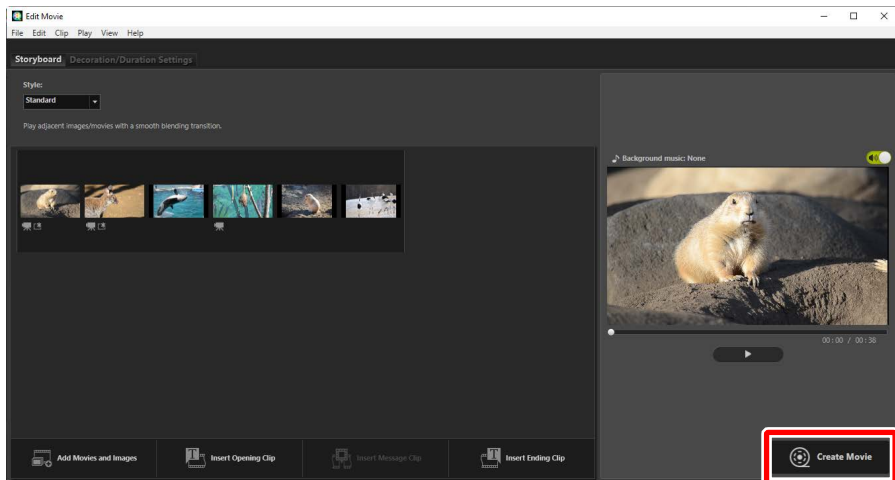 Edit Movie
File Edit Clip Play View Help
Storyboard Decoration/Duration Settings
Style:
Standard
Play adjacent images/movies with a smooth blending transition.
Background music: None
00:00 / 00:38
Add Movies and Images
Insert Opening Clip
Insert Message Clip
Insert Ending Clip
Create Movie